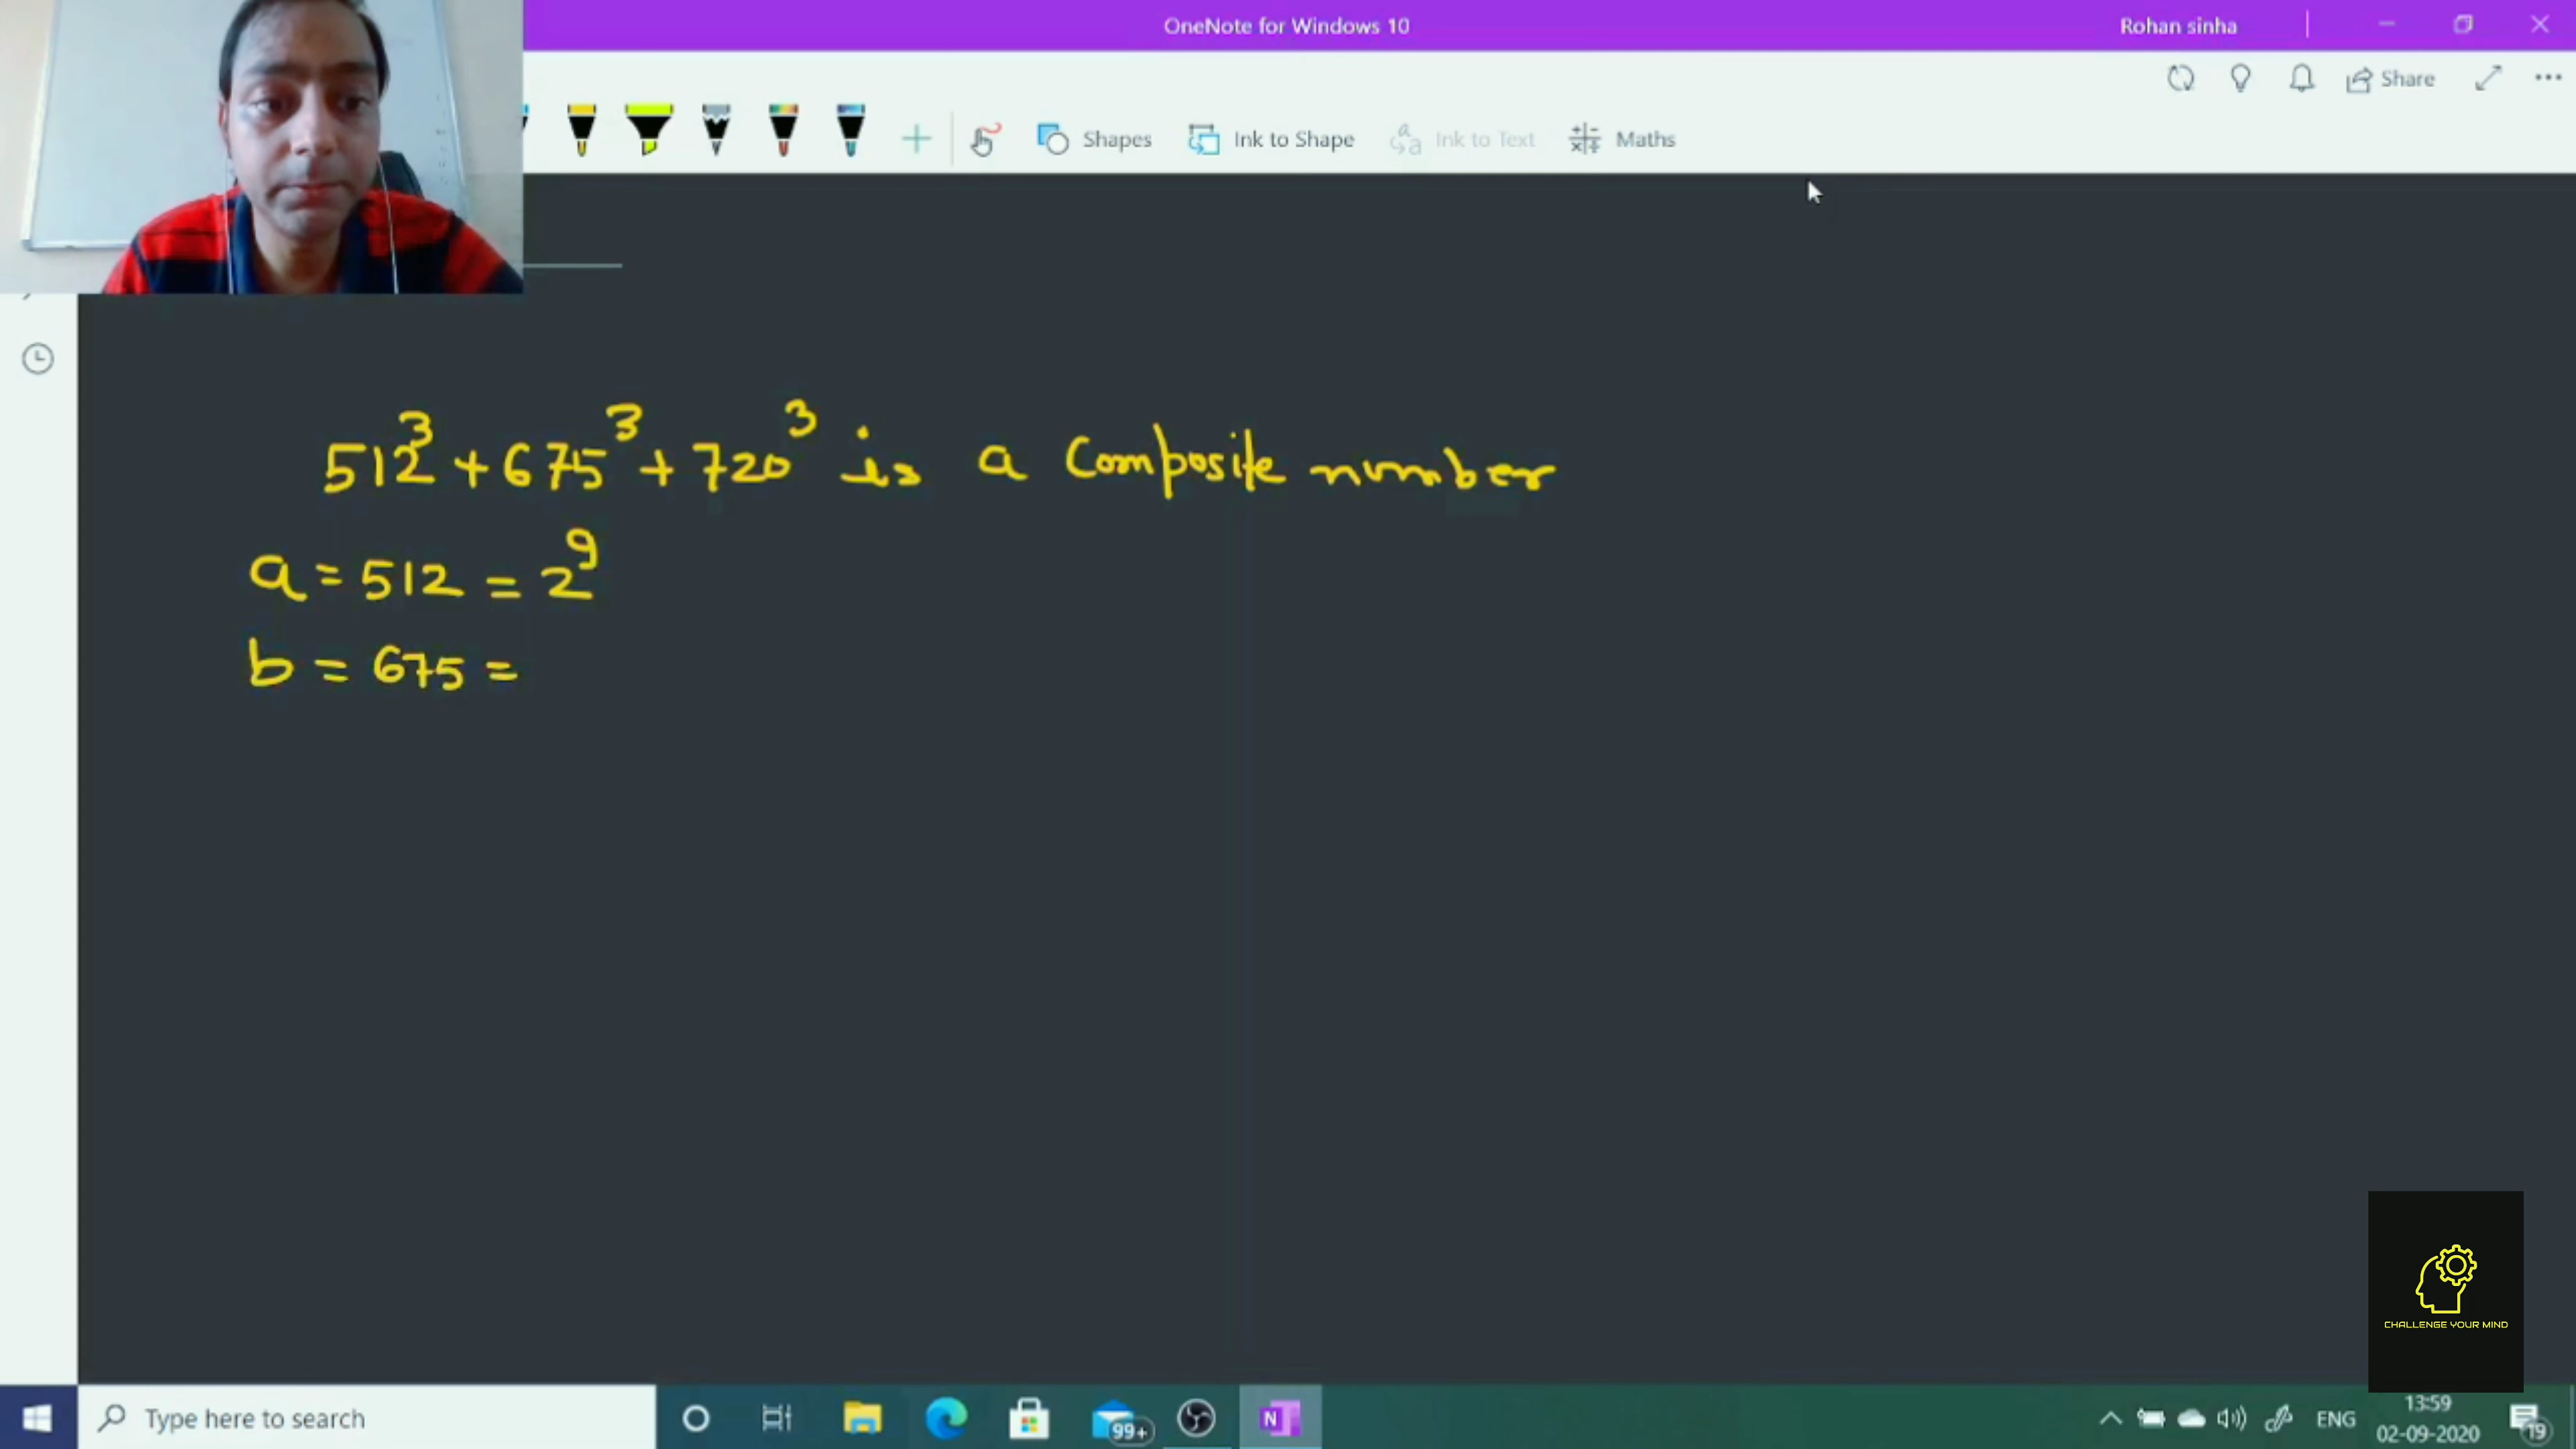 OneNote for Windows 10
Rohan sinha
Share
Shapes
Ink to Shape
Ink to Text
Maths
512³ + 675³ + 720³ is a composite number
a = 512 = 2⁹
b = 675 =
CHALLENGE YOUR MIND
Type here to search
99+
N
ENG
13:59
02-09-2020
19